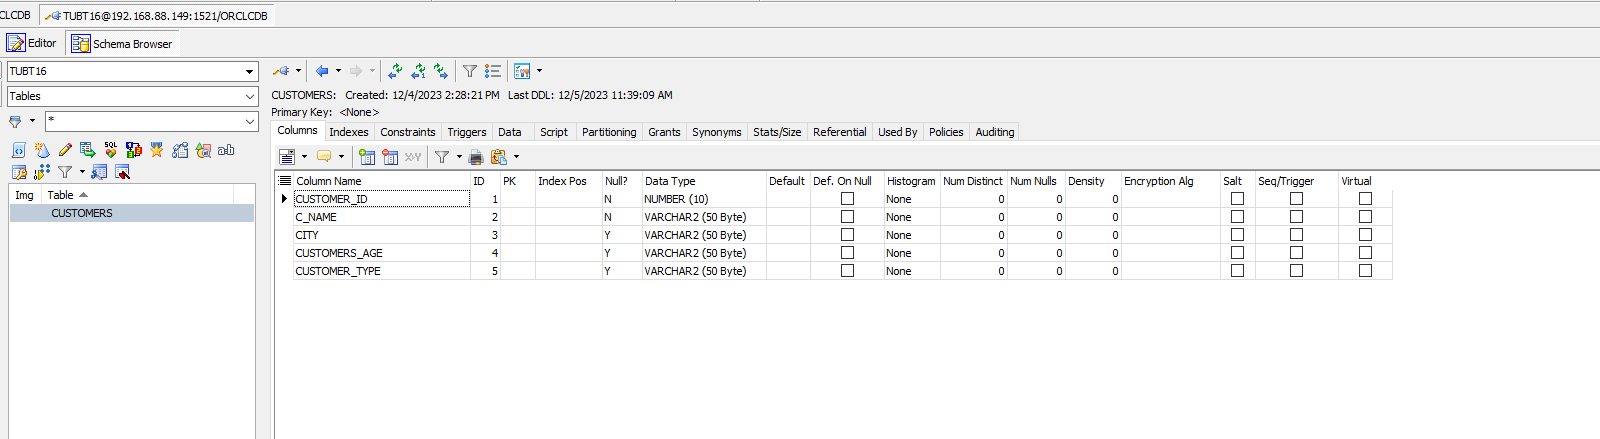 CLCDB TUBT16@192.168.88.149:1521/ORCLCDB
Editor Schema Browser
TUBT16
Tables
*
Img Table
CUSTOMERS
CUSTOMERS: Created: 12/4/2023 2:28:21 PM Last DDL: 12/5/2023 11:39:09 AM
Primary Key: <None>
Columns Indexes Constraints Triggers Data Script Partitioning Grants Synonyms Stats/Size Referential Used By Policies Auditing
Column Name ID PK Index Pos Null? Data Type Default Def. On Null Histogram Num Distinct Num Nulls Density Encryption Alg Salt Seq/Trigger Virtual
CUSTOMER_ID 1 N NUMBER (10) None 0 0 0
C_NAME 2 N VARCHAR2 (50 Byte) None 0 0 0
CITY 3 Y VARCHAR2 (50 Byte) None 0 0 0
CUSTOMERS_AGE 4 Y VARCHAR2 (50 Byte) None 0 0 0
CUSTOMER_TYPE 5 Y VARCHAR2 (50 Byte) None 0 0 0